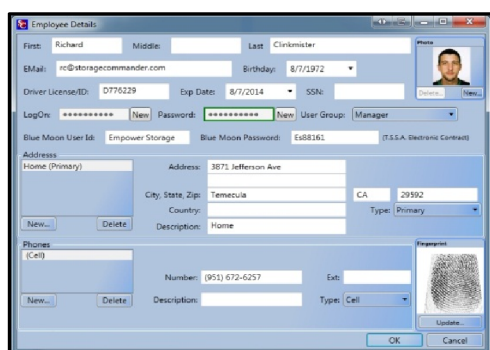 Employee Details
First: Richard Middle: Last Clinkmister
Photo
EMail: rc@storagecommander.com Birthday: 8/7/1972
Driver License/ID: D776229 Exp Date: 8/7/2014 SSN:
Delete... New...
LogOn: ********** New Password: ********** New User Group: Manager
Blue Moon User Id: Empower Storage Blue Moon Password: Es88161 (T.S.S.A. Electronic Contract)
Addresss
Home (Primary)
Address: 3871 Jefferson Ave
City, State, Zip: Temecula CA 29592
Country: Type: Primary
New... Delete Description: Home
Phones
(Cell)
Fingerprint
Number: (951) 672-6257 Ext:
New... Delete Description: Type: Cell
Update...
OK Cancel